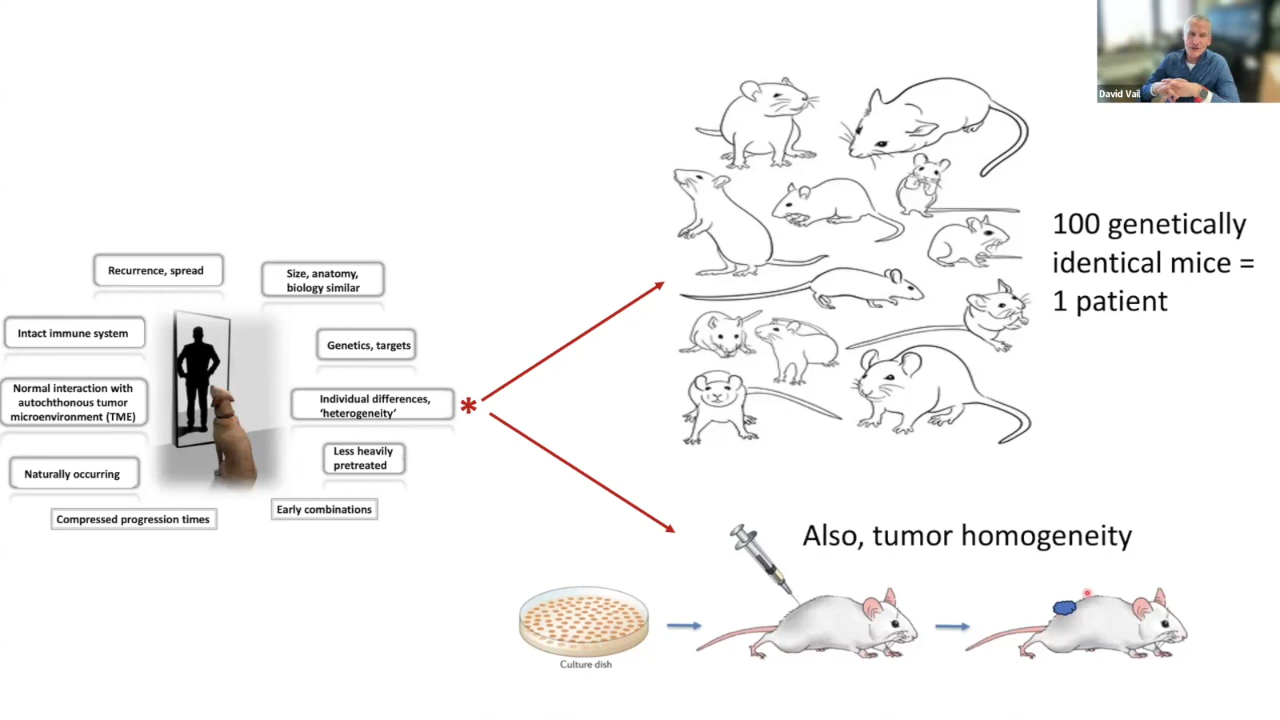 David Vail
Recurrence, spread
Size, anatomy,
biology similar
Intact immune system
Genetics, targets
Normal interaction with
autochthonous tumor
microenvironment (TME)
Individual differences,
‘heterogeneity’
*
Less heavily
pretreated
Naturally occurring
Early combinations
Compressed progression times
100 genetically
identical mice =
1 patient
Also, tumor homogeneity
Culture dish